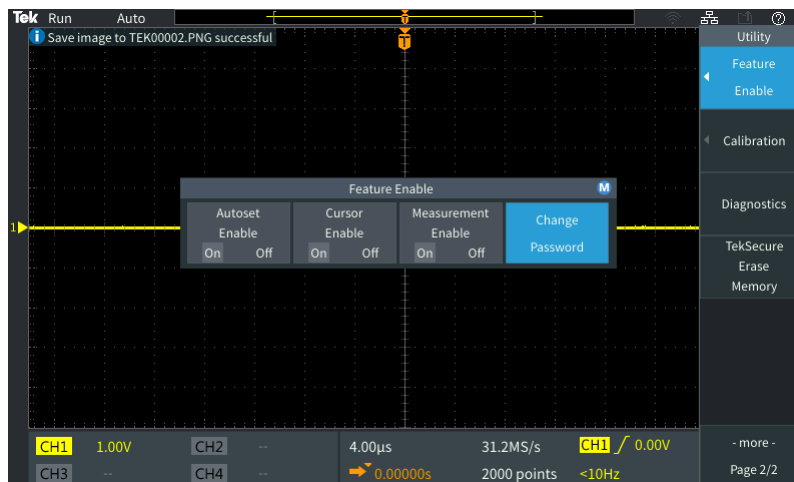 Tek Run Auto
T
i Save image to TEK00002.PNG successful
T
Utility
Feature
Enable
Calibration
Diagnostics
TekSecure
Erase
Memory
Feature Enable M
Autoset
Enable
On Off
Cursor
Enable
On Off
Measurement
Enable
On Off
Change
Password
1
CH1 1.00V CH2 -- 4.00µs 31.2MS/s CH1 0.00V
CH3 -- CH4 -- 0.00000s 2000 points <10Hz
- more -
Page 2/2